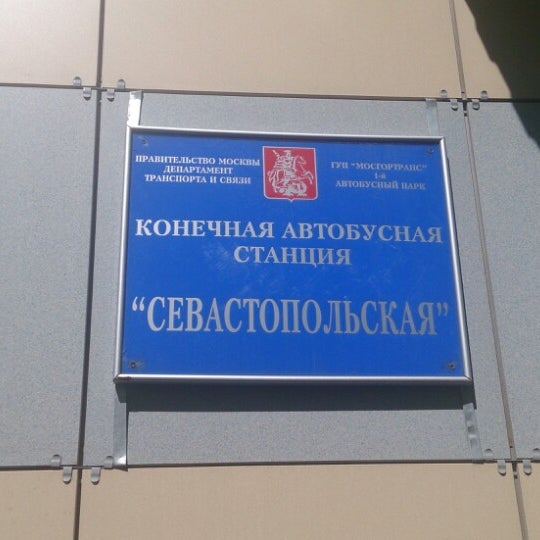 ПРАВИТЕЛЬСТВО МОСКВЫ
ДЕПАРТАМЕНТ
ТРАНСПОРТА И СВЯЗИ
ГУП "МОСГОРТРАНС"
1-й
АВТОБУСНЫЙ ПАРК
КОНЕЧНАЯ АВТОБУСНАЯ
СТАНЦИЯ
"СЕВАСТОПОЛЬСКАЯ"